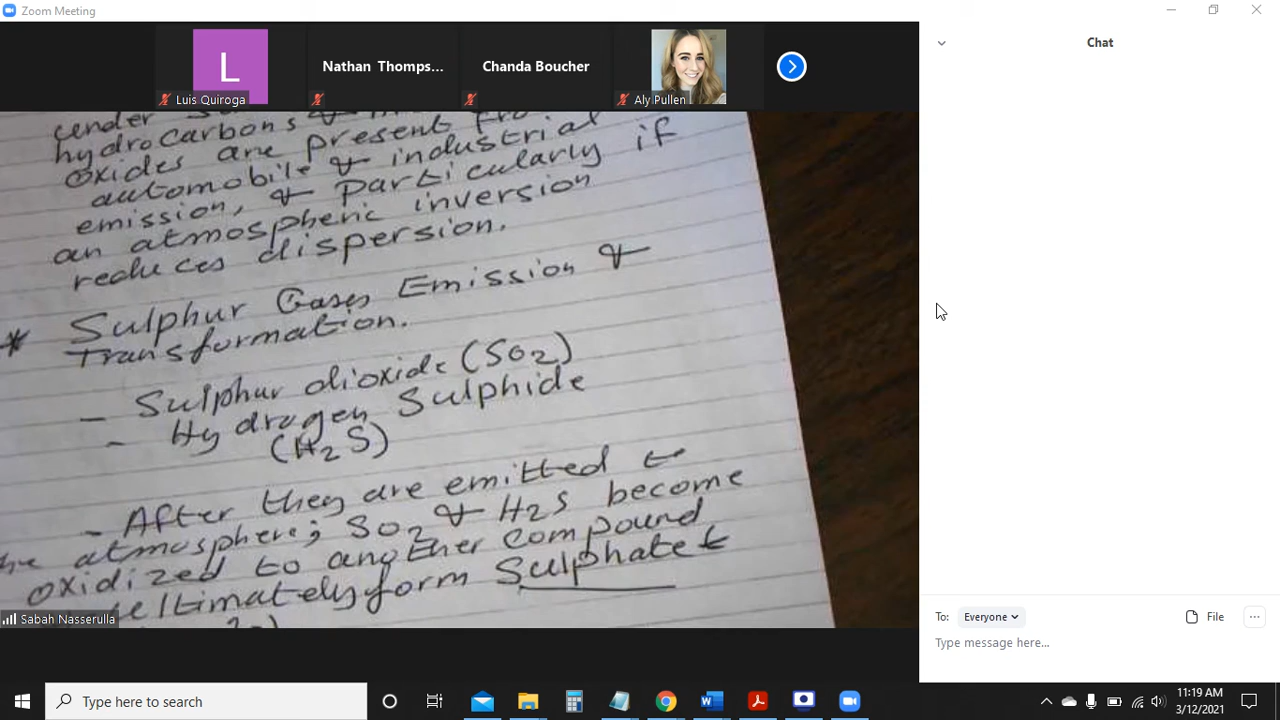 Zoom Meeting
Chat
L
Luis Quiroga
Nathan Thomps...
Chanda Boucher
Aly Pullen
under
hydrocarbons &
oxides are present
automobile & industrial
emission, & Particularly if
an atmospheric inversion
reduces dispersion.
* Sulphur Gases Emission &
Transformation.
- Sulphur dioxide (SO2)
- Hydrogen Sulphide
(H2S)
- After they are emitted to
the atmosphere; SO2 & H2S become
oxidized to another compound
ultimately form Sulphate
Sabah Nasserulla
To: Everyone
File
...
Type message here...
Type here to search
11:19 AM
3/12/2021